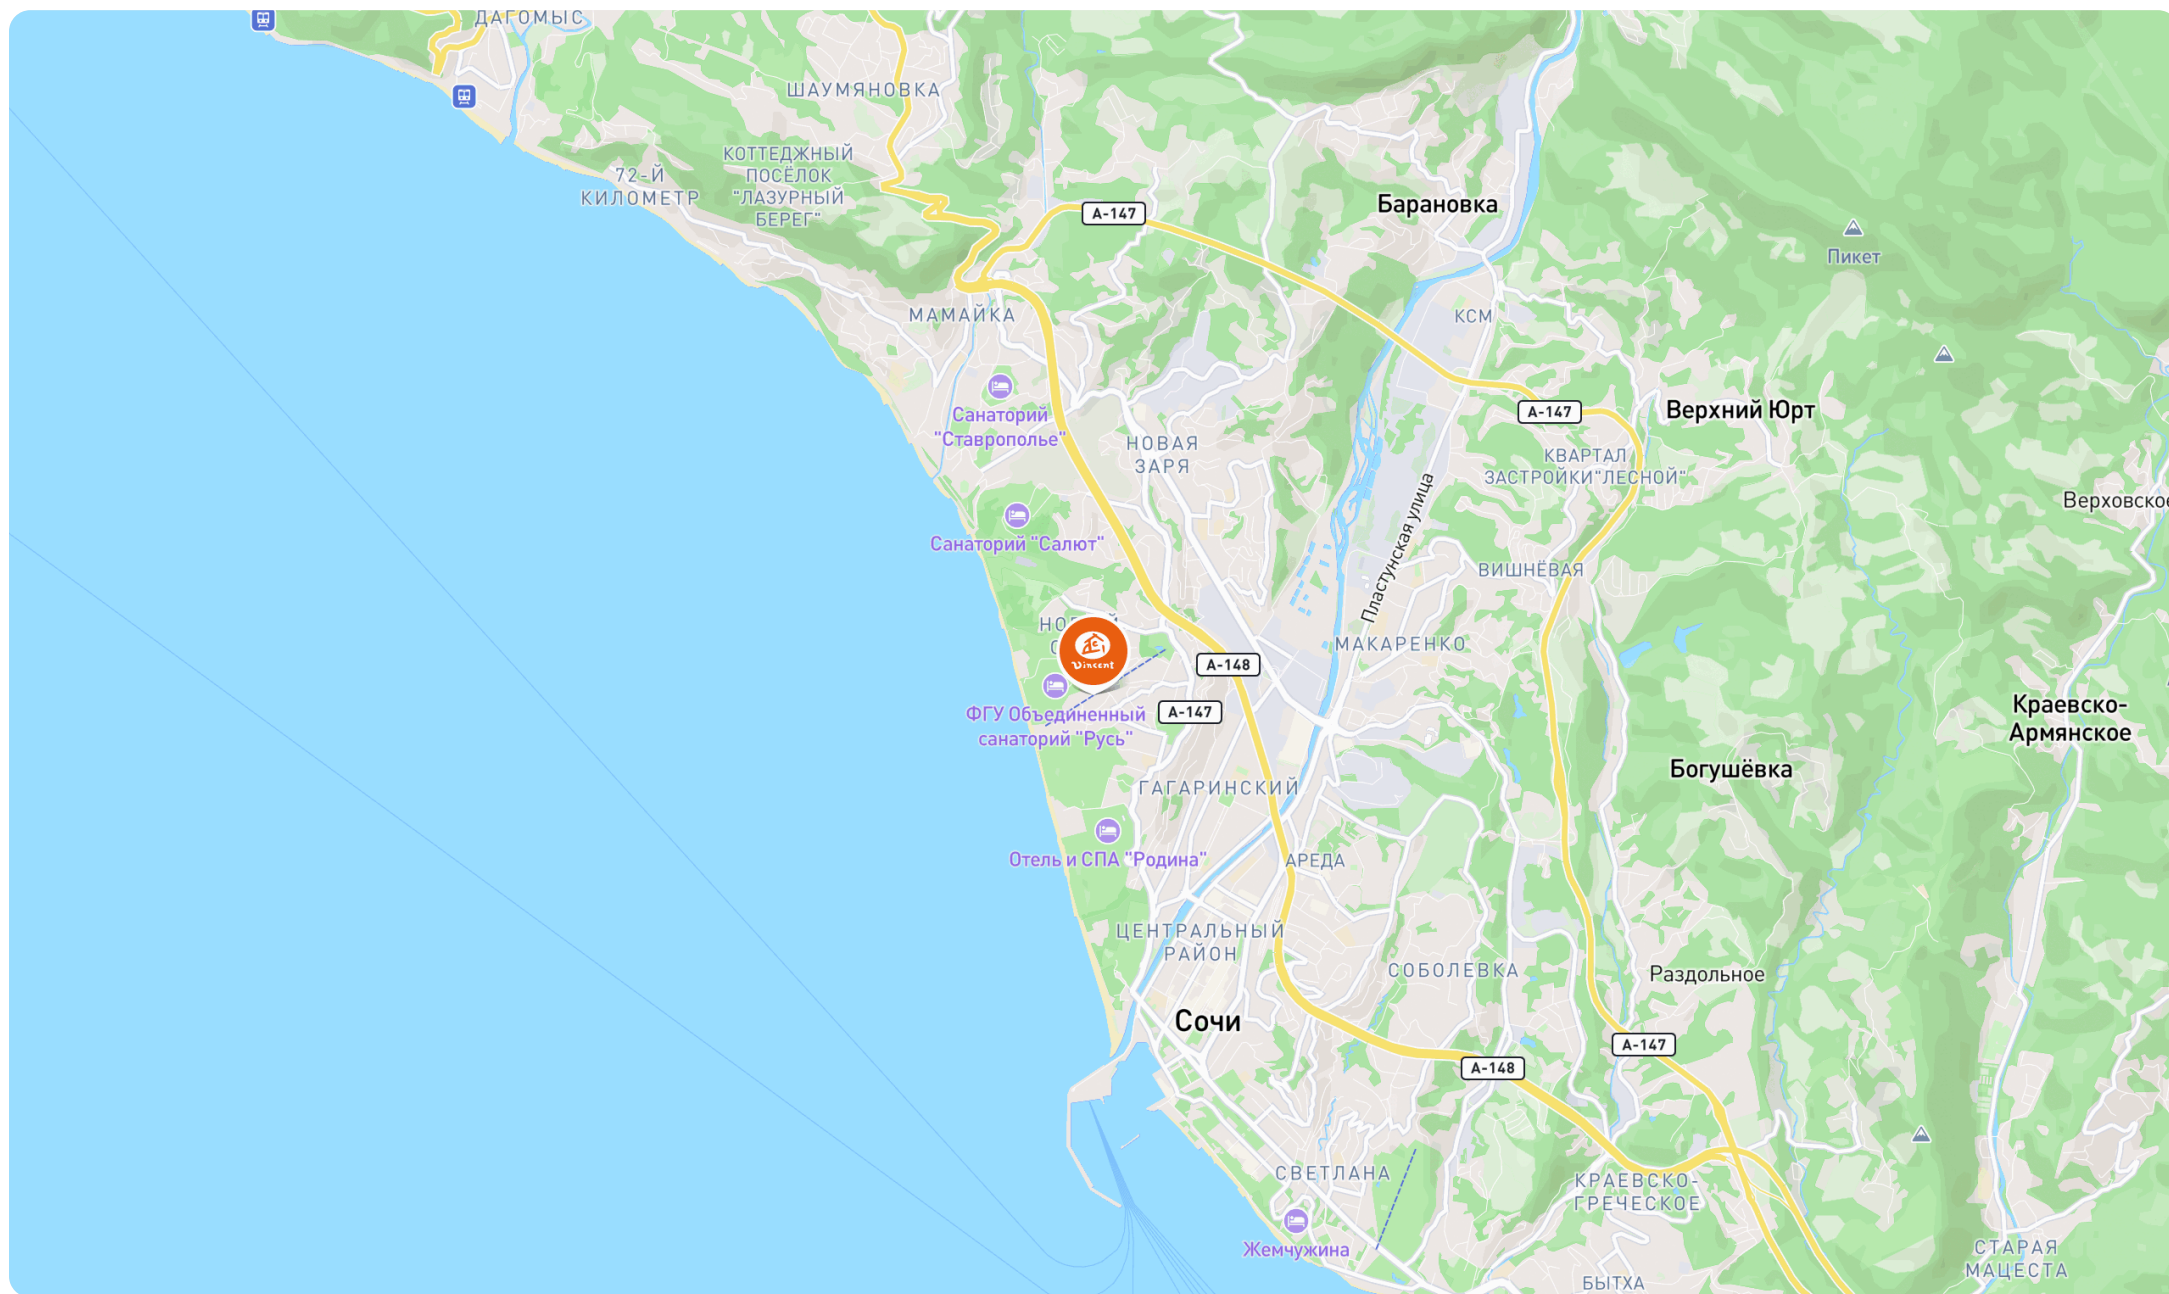 ДАГОМЫС
ШАУМЯНОВКА
КОТТЕДЖНЫЙ
ПОСЁЛОК
"ЛАЗУРНЫЙ
БЕРЕГ"
72-Й
КИЛОМЕТР
А-147
Барановка
Пикет
МАМАЙКА
КСМ
Санаторий
"Ставрополье"
А-147
Верхний Юрт
НОВАЯ
ЗАРЯ
КВАРТАЛ
ЗАСТРОЙКИ"ЛЕСНОЙ"
Верховское
Санаторий "Салют"
Пластунская улица
ВИШНЁВАЯ
Vincent
МАКАРЕНКО
А-148
А-147
ФГУ Объединенный
санаторий "Русь"
Краевско-
Армянское
Богушёвка
ГАГАРИНСКИЙ
Отель и СПА "Родина"
АРЕДА
ЦЕНТРАЛЬНЫЙ
РАЙОН
СОБОЛЕВКА
Раздольное
Сочи
А-147
А-148
СВЕТЛАНА
КРАЕВСКО-
ГРЕЧЕСКОЕ
Жемчужина
СТАРАЯ
МАЦЕСТА
БЫТХА